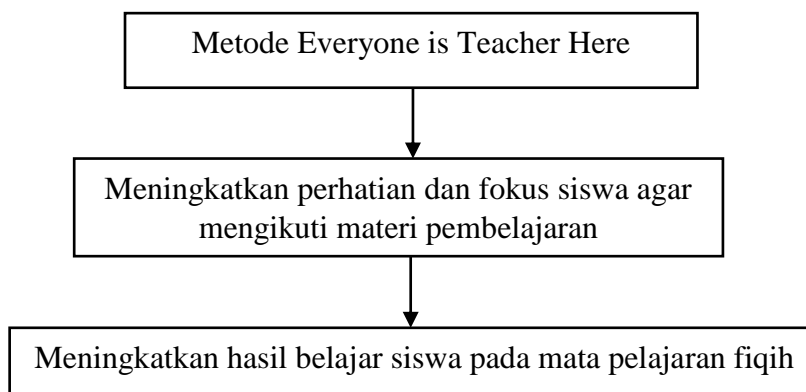 Metode Everyone is Teacher Here
Meningkatkan perhatian dan fokus siswa agar
mengikuti materi pembelajaran
Meningkatkan hasil belajar siswa pada mata pelajaran fiqih